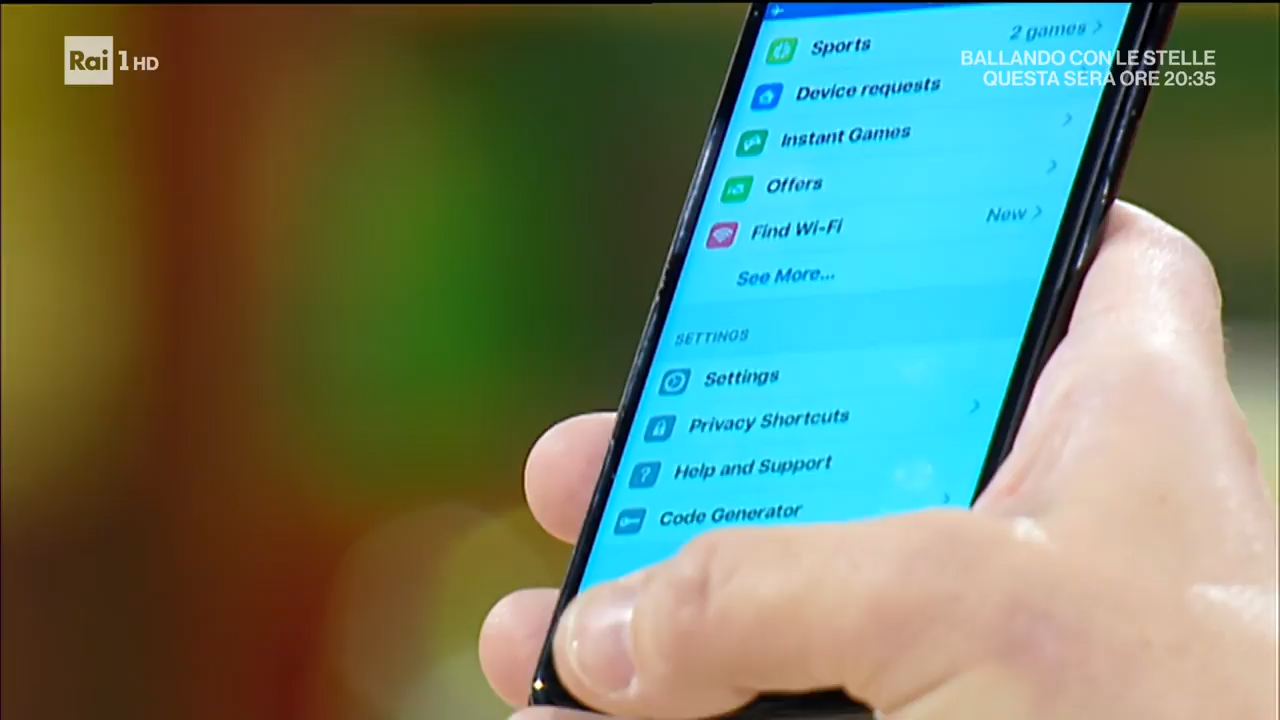 Rai 1 HD
BALLANDO CON LE STELLE
QUESTA SERA ORE 20:35
Sports 2 games
Device requests
Instant Games
Offers
Find Wi-Fi New
See More...
SETTINGS
Settings
Privacy Shortcuts
Help and Support
Code Generator